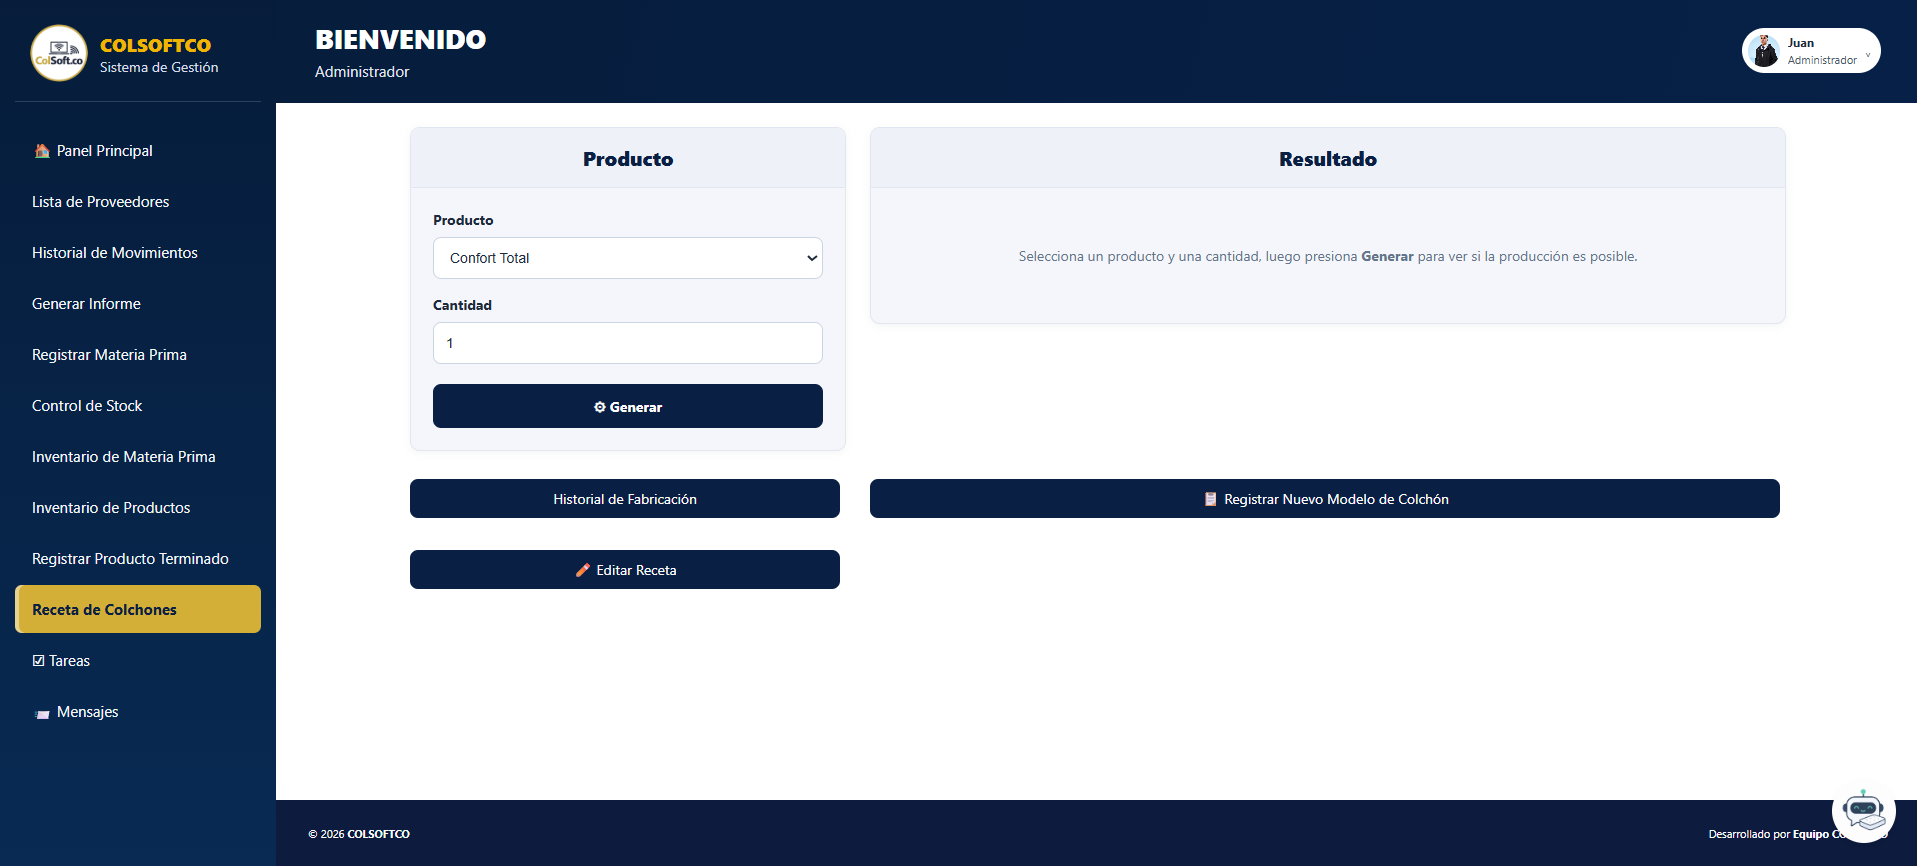 ColSoft.co
COLSOFTCO
Sistema de Gestión
Panel Principal
Lista de Proveedores
Historial de Movimientos
Generar Informe
Registrar Materia Prima
Control de Stock
Inventario de Materia Prima
Inventario de Productos
Registrar Producto Terminado
Receta de Colchones
Tareas
Mensajes
BIENVENIDO
Administrador
Juan
Administrador
Producto
Producto
Confort Total
Cantidad
1
Generar
Resultado
Selecciona un producto y una cantidad, luego presiona Generar para ver si la producción es posible.
Historial de Fabricación
Registrar Nuevo Modelo de Colchón
Editar Receta
© 2026 COLSOFTCO
Desarrollado por Equipo